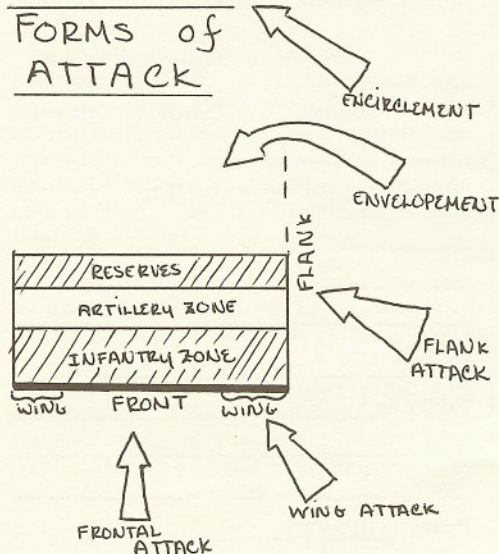 FORMS of
ATTACK
ENCIRCLEMENT
ENVELOPEMENT
FLANK
RESERVES
ARTILLERY ZONE
INFANTRY ZONE
FLANK
ATTACK
WING
FRONT
WING
WING ATTACK
FRONTAL
ATTACK